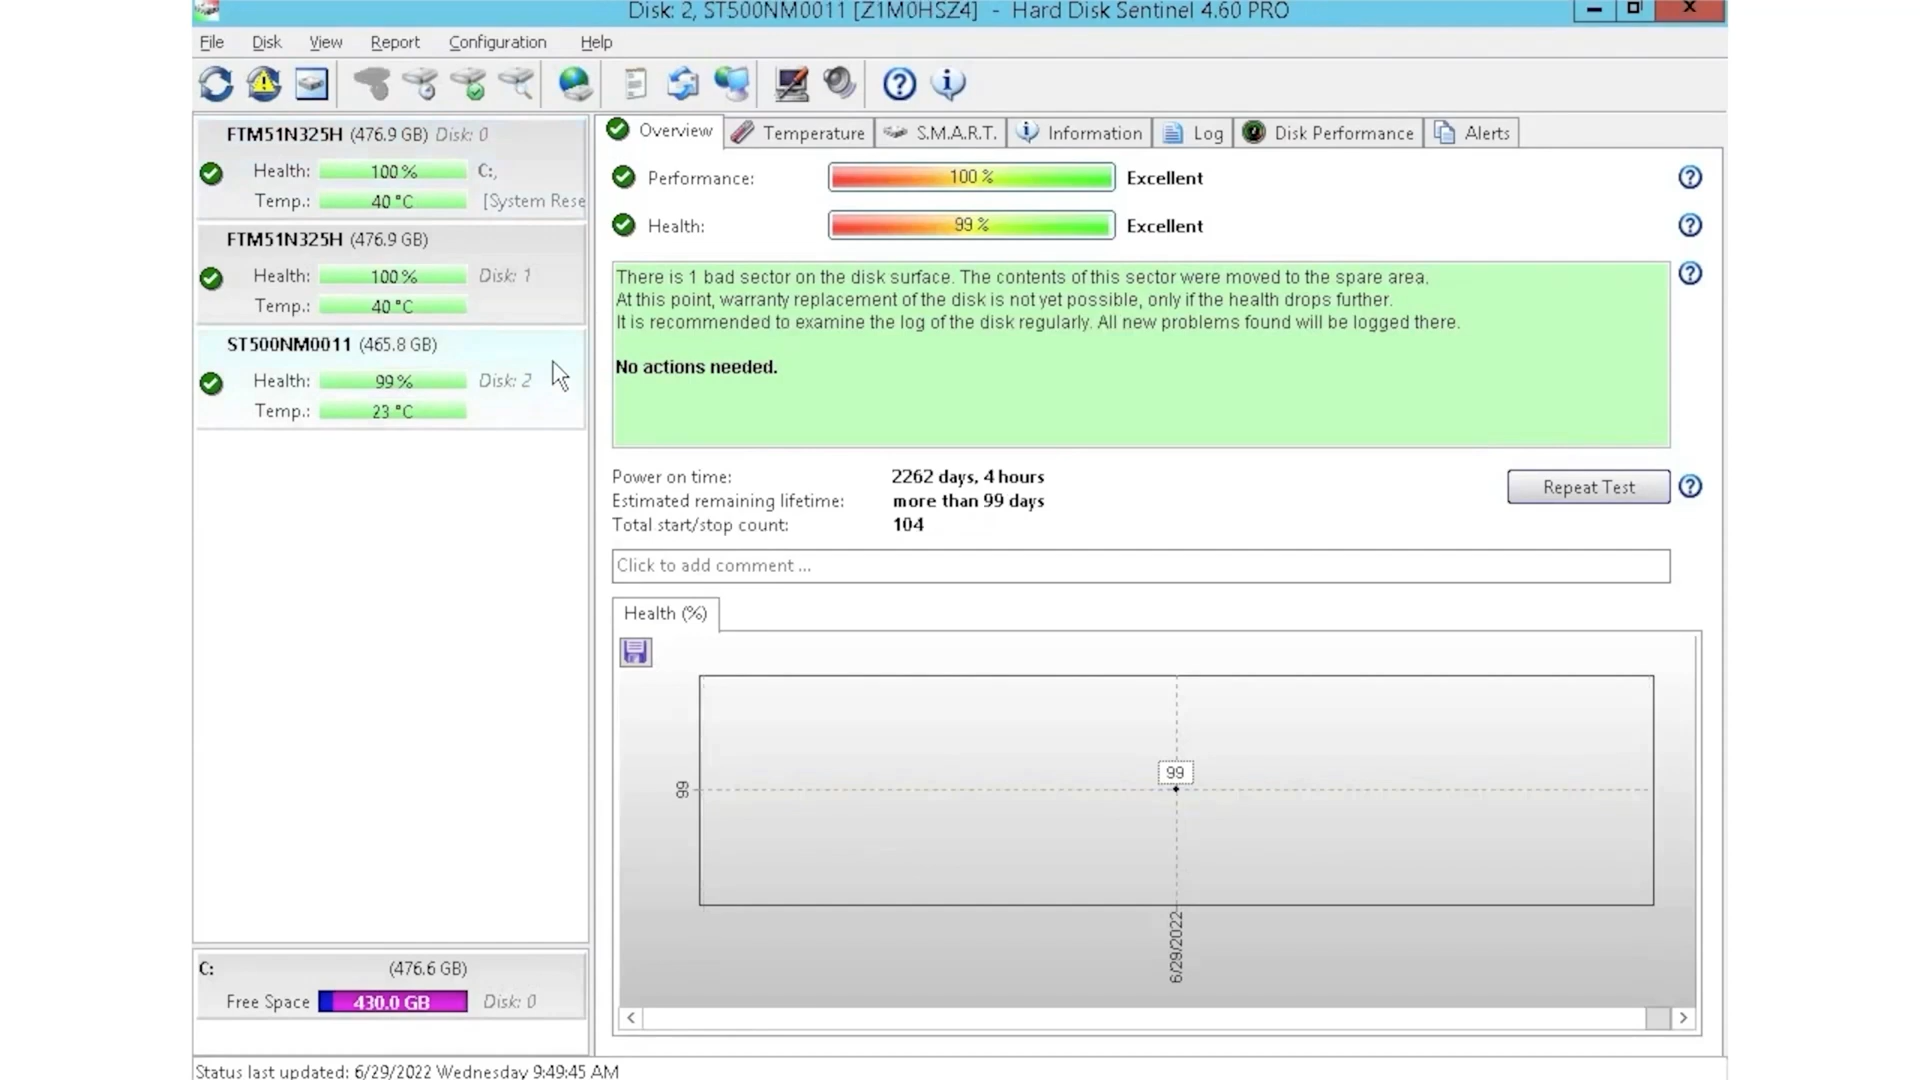 Disk: 2, ST500NM0011 [Z1M0HSZ4] - Hard Disk Sentinel 4.60 PRO
File Disk View Report Configuration Help
FTM51N325H (476.9 GB) Disk: 0
Health: 100 % C:,
Temp.: 40 °C [System Rese
FTM51N325H (476.9 GB)
Health: 100 % Disk: 1
Temp.: 40 °C
ST500NM0011 (465.8 GB)
Health: 99 % Disk: 2
Temp.: 23 °C
C: (476.6 GB)
Free Space 430.0 GB Disk: 0
Overview Temperature S.M.A.R.T. Information Log Disk Performance Alerts
Performance: 100 % Excellent
Health: 99 % Excellent
There is 1 bad sector on the disk surface. The contents of this sector were moved to the spare area.
At this point, warranty replacement of the disk is not yet possible, only if the health drops further.
It is recommended to examine the log of the disk regularly. All new problems found will be logged there.
No actions needed.
Power on time: 2262 days, 4 hours
Estimated remaining lifetime: more than 99 days
Total start/stop count: 104
Repeat Test
Click to add comment ...
Health (%)
99
99
6/29/2022
Status last updated: 6/29/2022 Wednesday 9:49:45 AM